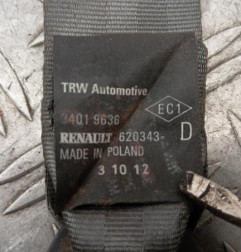 TRW Automotive
3401 9636
EC1
RENAULT 620343-
D
MADE IN POLAND
3 10 12